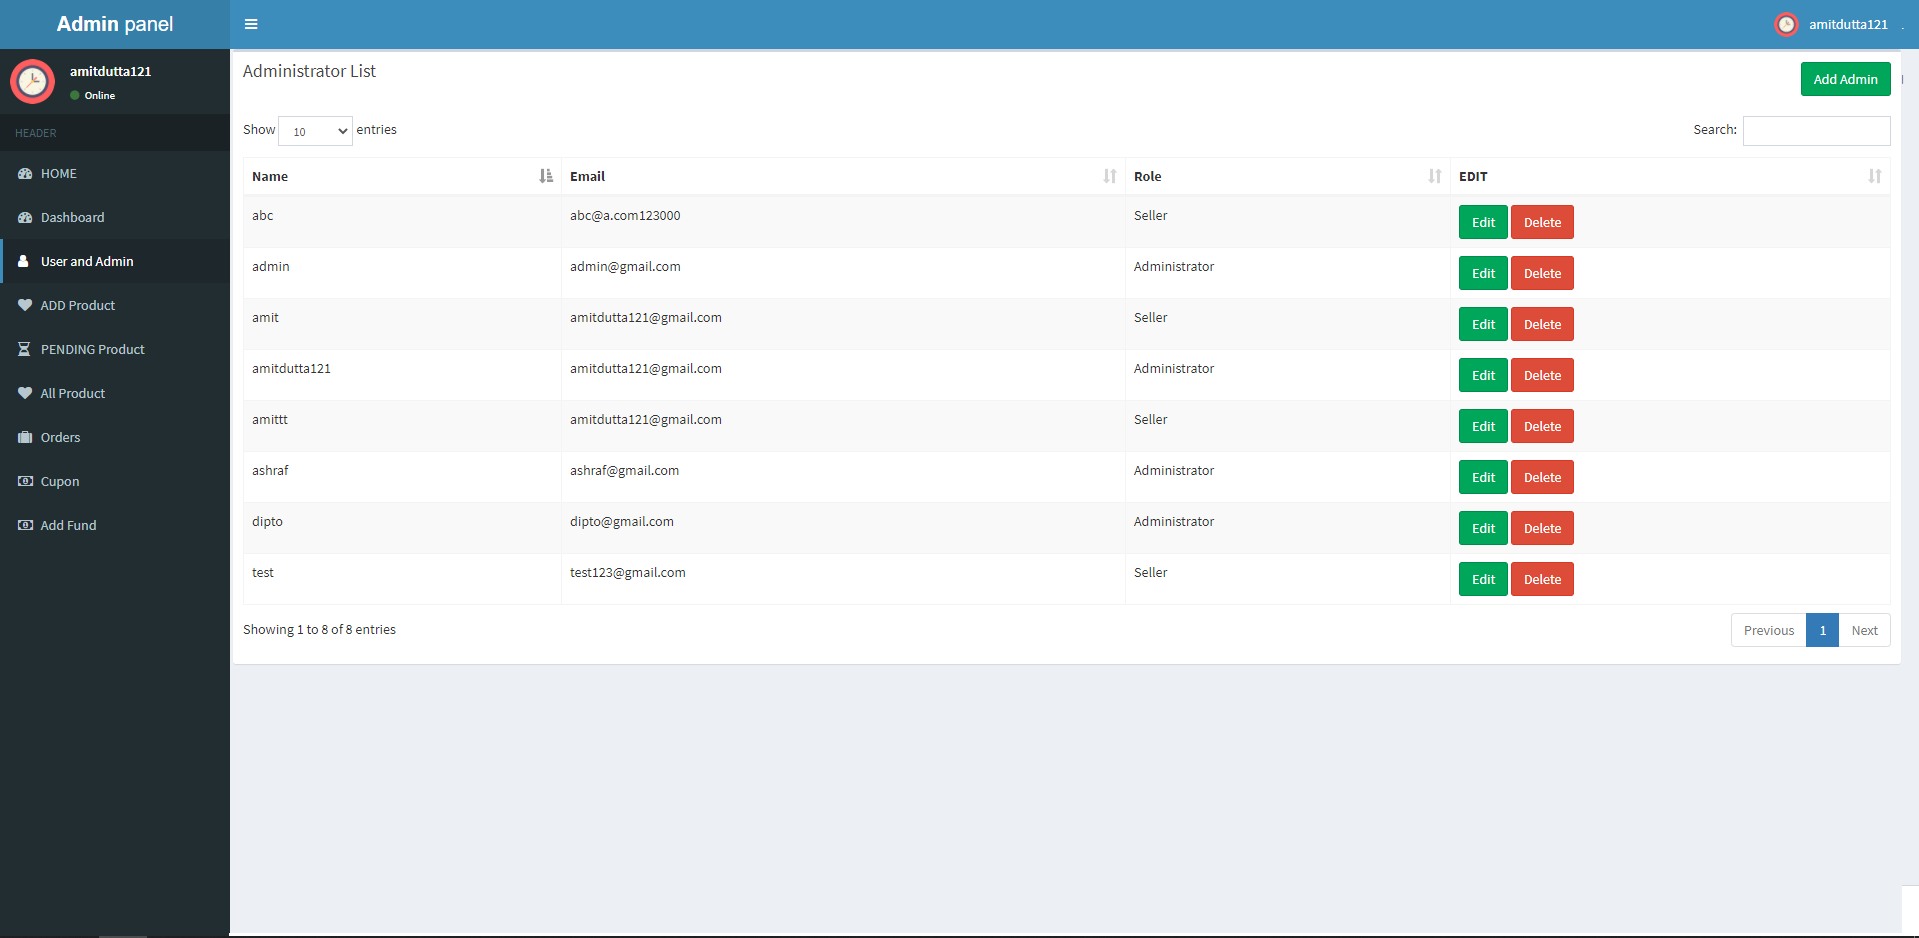 Admin panel
amitdutta121
amitdutta121
Online
HEADER
HOME
Dashboard
User and Admin
ADD Product
PENDING Product
All Product
Orders
Cupon
Add Fund
Administrator List
Add Admin
Show 10 entries
Search:
Name Email Role EDIT
abc abc@a.com123000 Seller Edit Delete
admin admin@gmail.com Administrator Edit Delete
amit amitdutta121@gmail.com Seller Edit Delete
amitdutta121 amitdutta121@gmail.com Administrator Edit Delete
amittt amitdutta121@gmail.com Seller Edit Delete
ashraf ashraf@gmail.com Administrator Edit Delete
dipto dipto@gmail.com Administrator Edit Delete
test test123@gmail.com Seller Edit Delete
Showing 1 to 8 of 8 entries
Previous 1 Next